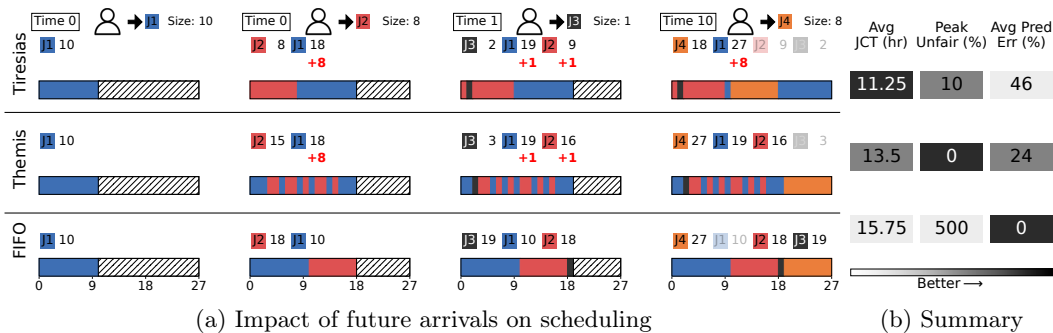 Time 0 J1 Size: 10 Time 0 J2 Size: 8 Time 1 J3 Size: 1 Time 10 J4 Size: 8
Avg JCT (hr) Peak Unfair (%) Avg Pred Err (%)
Tiresias
J1 10 J2 8 J1 18 J3 2 J1 19 J2 9 J4 18 J1 27 J2 9 J3 2
+8 +1 +1 +8
11.25 10 46
Themis
J1 10 J2 15 J1 18 J3 3 J1 19 J2 16 J4 27 J1 19 J2 16 J3 3
+8 +1 +1
13.5 0 24
FIFO
J1 10 J2 18 J1 10 J3 19 J1 10 J2 18 J4 27 J1 10 J2 18 J3 19
15.75 500 0
0 9 18 27 0 9 18 27 0 9 18 27 0 9 18 27
Better →
(a) Impact of future arrivals on scheduling
(b) Summary